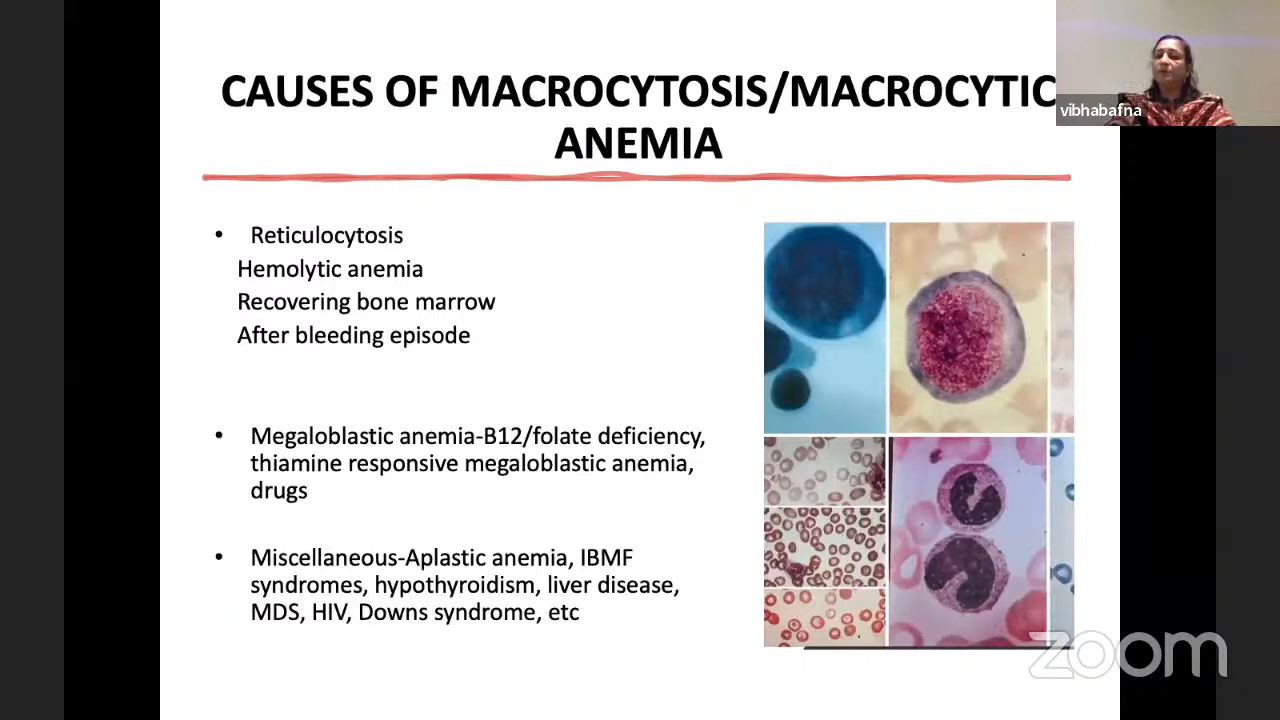 CAUSES OF MACROCYTOSIS/MACROCYTIC
ANEMIA
vibhabafna
• Reticulocytosis
Hemolytic anemia
Recovering bone marrow
After bleeding episode
• Megaloblastic anemia-B12/folate deficiency,
thiamine responsive megaloblastic anemia,
drugs
• Miscellaneous-Aplastic anemia, IBMF
syndromes, hypothyroidism, liver disease,
MDS, HIV, Downs syndrome, etc
zoom